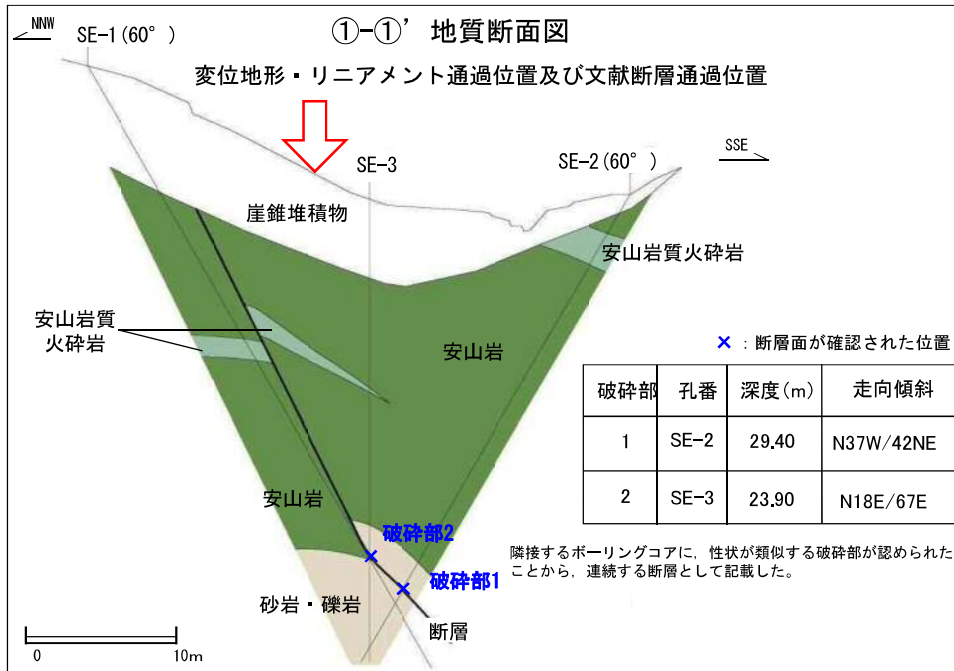 ①-①’ 地質断面図
NNW
SE-1(60°)
変位地形・リニアメント通過位置及び文献断層通過位置
SE-3
SE-2(60°)
SSE
崖錐堆積物
安山岩質火砕岩
安山岩質
火砕岩
安山岩
×：断層面が確認された位置
破砕部 孔番 深度(m) 走向傾斜
1 SE-2 29.40 N37W/42NE
2 SE-3 23.90 N18E/67E
安山岩
破砕部2
隣接するボーリングコアに，性状が類似する破砕部が認められた
ことから，連続する断層として記載した。
破砕部1
砂岩・礫岩
断層
0 10m